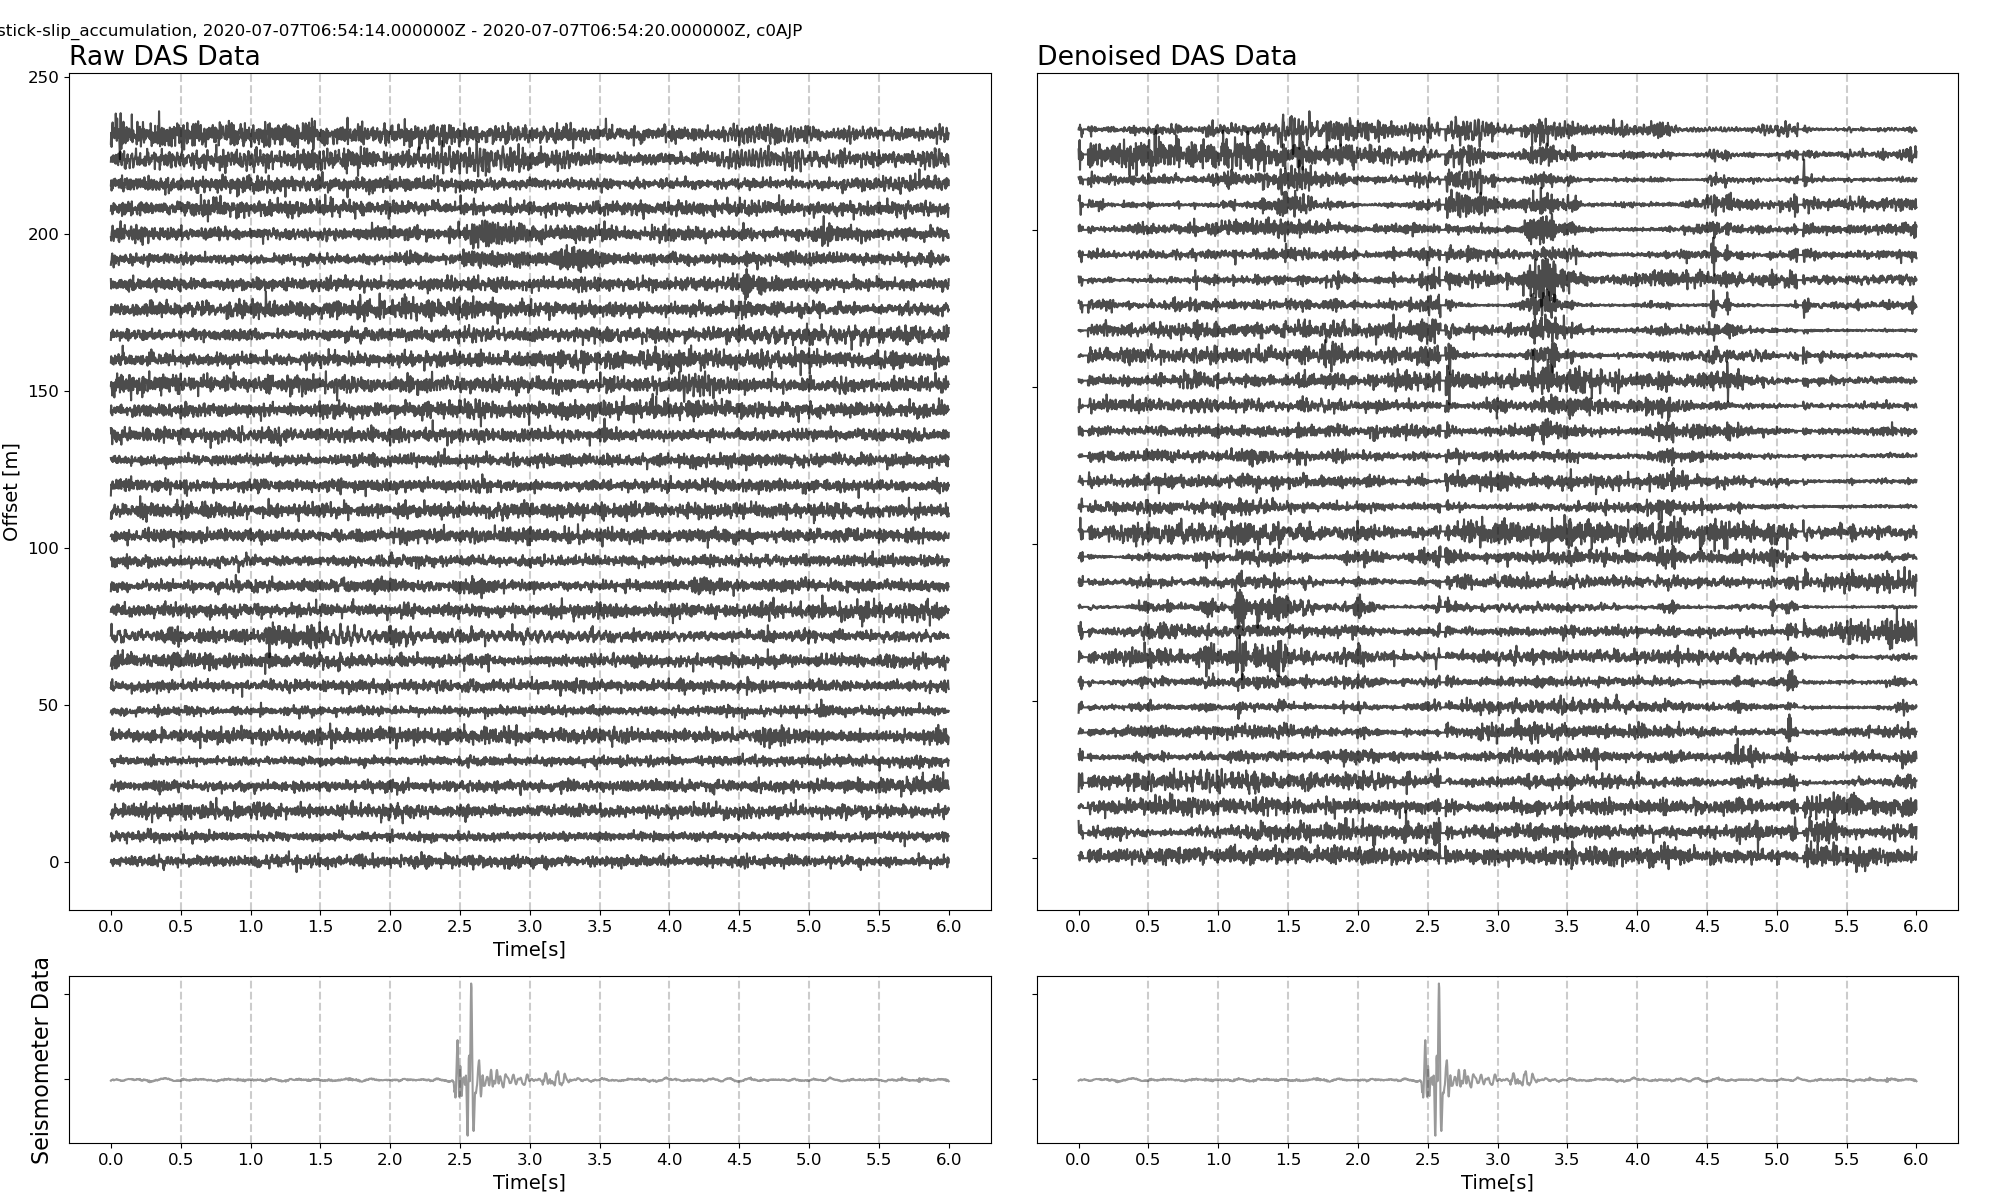 stick-slip_accumulation, 2020-07-07T06:54:14.000000Z - 2020-07-07T06:54:20.000000Z, c0AJP
Raw DAS Data
Denoised DAS Data
250
200
150
100
50
0
Offset [m]
0.0 0.5 1.0 1.5 2.0 2.5 3.0 3.5 4.0 4.5 5.0 5.5 6.0
Time[s]
0.0 0.5 1.0 1.5 2.0 2.5 3.0 3.5 4.0 4.5 5.0 5.5 6.0
Seismometer Data
0.0 0.5 1.0 1.5 2.0 2.5 3.0 3.5 4.0 4.5 5.0 5.5 6.0
Time[s]
0.0 0.5 1.0 1.5 2.0 2.5 3.0 3.5 4.0 4.5 5.0 5.5 6.0
Time[s]